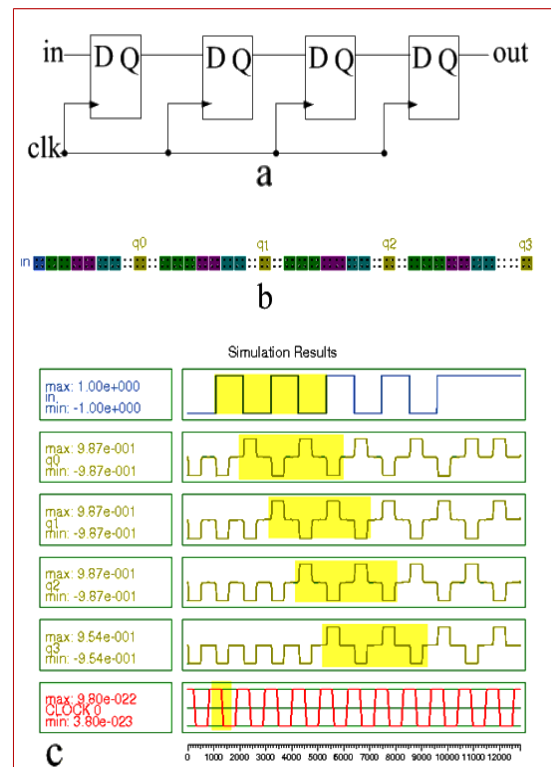 in D Q D Q D Q D Q out
clk
a
q0 q1 q2 q3
in
b
Simulation Results
max: 1.00e+000
in.
min: -1.00e+000
max: 9.87e-001
q0
min: -9.87e-001
max: 9.87e-001
q1
min: -9.87e-001
max: 9.87e-001
q2
min: -9.87e-001
max: 9.54e-001
q3
min: -9.54e-001
max: 9.80e-022
CLOCK 0
min: 3.80e-023
c
0 1000 2000 3000 4000 5000 6000 7000 8000 9000 10000 11000 12000